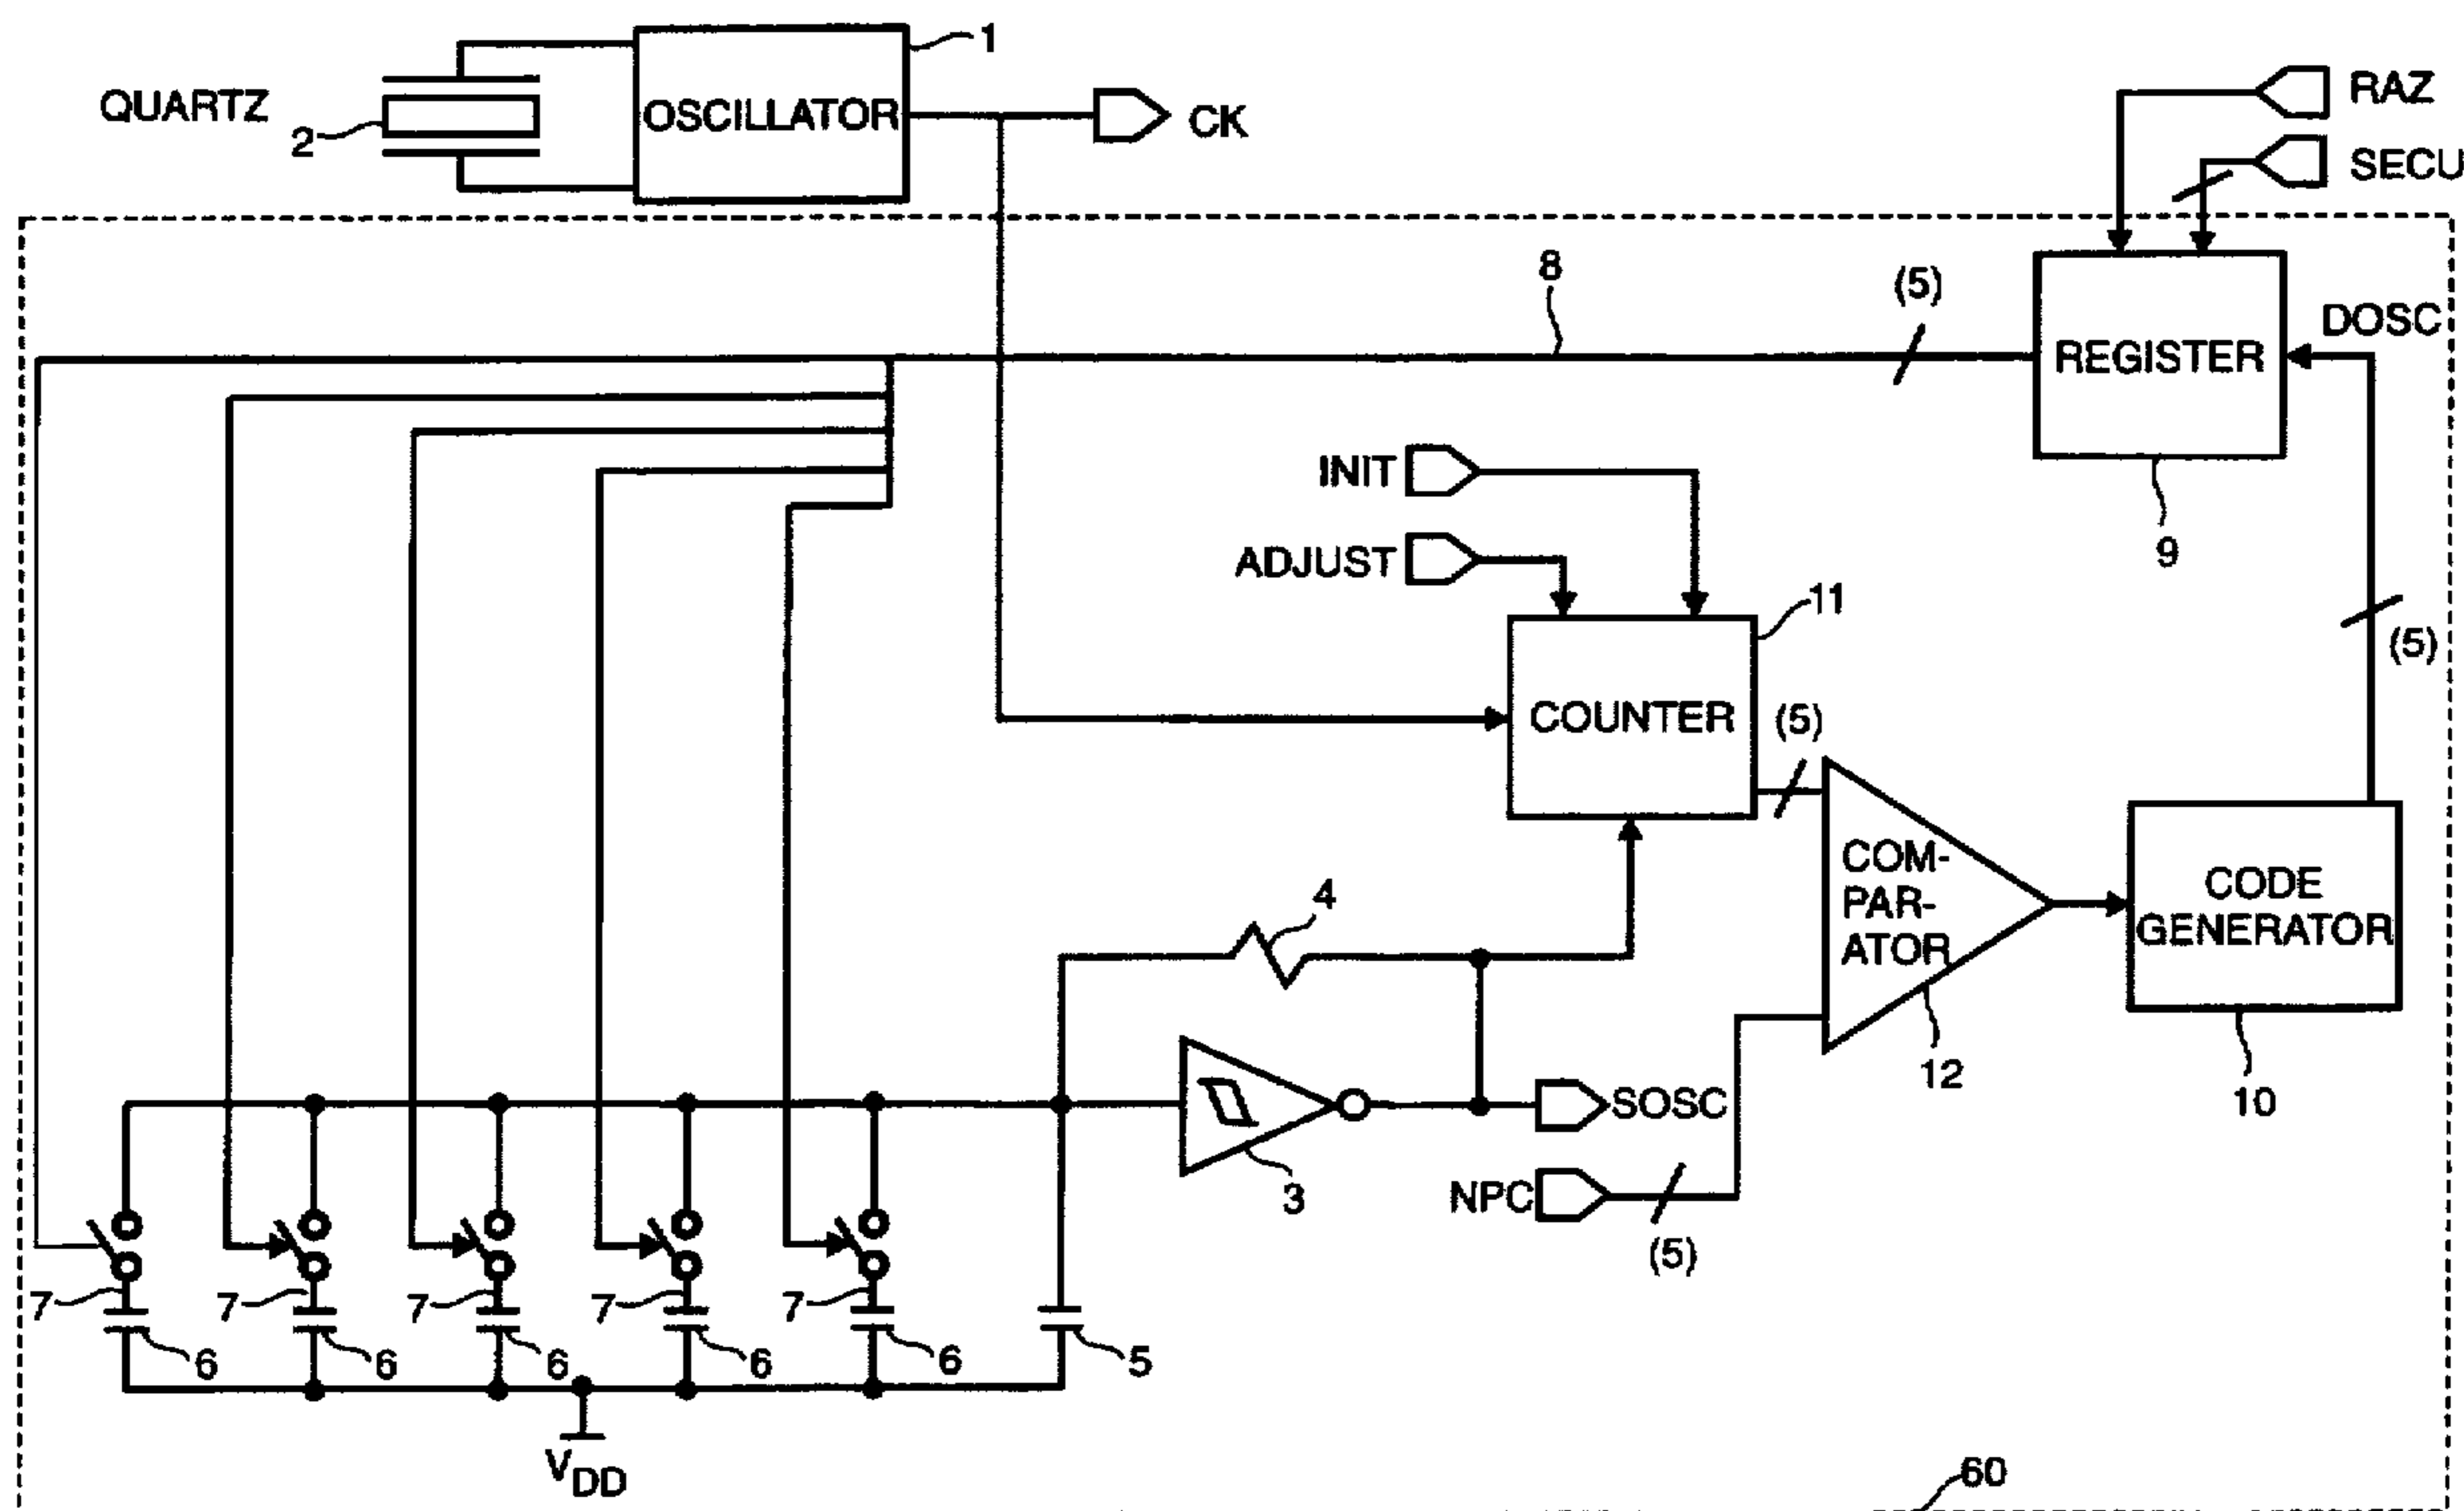 1
QUARTZ
2
OSCILLATOR
CK
RAZ
SECU
8
(5)
DOSC
REGISTER
INIT
ADJUST
9
11
(5)
COUNTER
(5)
4
COM-
PAR-
ATOR
CODE
GENERATOR
12
10
SOSC
3
NPC
(5)
7
7
7
7
7
6
6
6
6
6
5
VDD
60